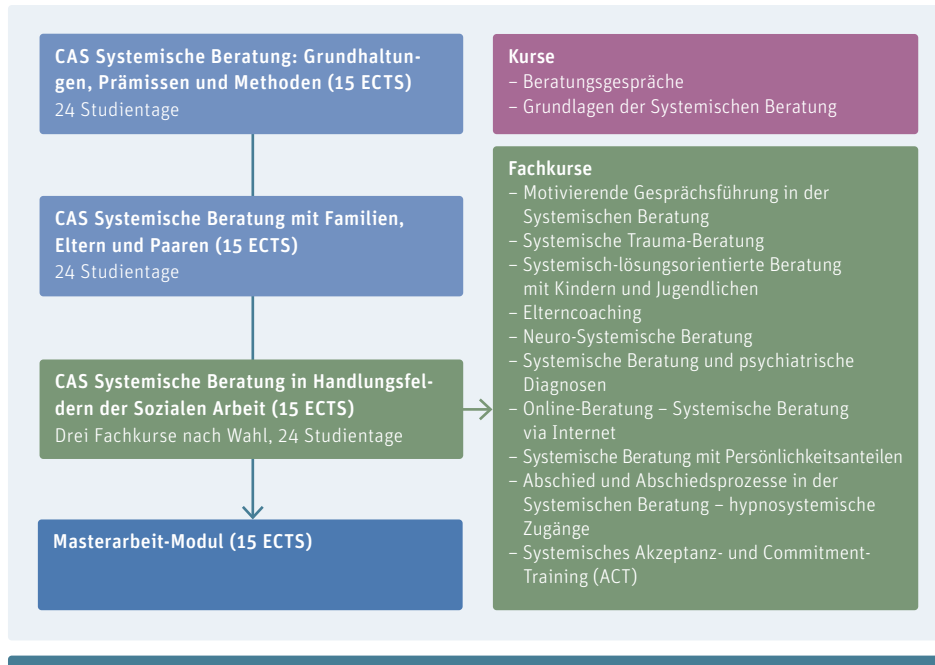 CAS Systemische Beratung: Grundhaltun-
gen, Prämissen und Methoden (15 ECTS)
24 Studientage
CAS Systemische Beratung mit Familien,
Eltern und Paaren (15 ECTS)
24 Studientage
CAS Systemische Beratung in Handlungsfel-
dern der Sozialen Arbeit (15 ECTS)
Drei Fachkurse nach Wahl, 24 Studientage
Masterarbeit-Modul (15 ECTS)
Kurse
– Beratungsgespräche
– Grundlagen der Systemischen Beratung
Fachkurse
– Motivierende Gesprächsführung in der
Systemischen Beratung
– Systemische Trauma-Beratung
– Systemisch-lösungsorientierte Beratung
mit Kindern und Jugendlichen
– Elterncoaching
– Neuro-Systemische Beratung
– Systemische Beratung und psychiatrische
Diagnosen
– Online-Beratung – Systemische Beratung
via Internet
– Systemische Beratung mit Persönlichkeitsanteilen
– Abschied und Abschiedsprozesse in der
Systemischen Beratung – hypnosystemische
Zugänge
– Systemisches Akzeptanz- und Commitment-
Training (ACT)